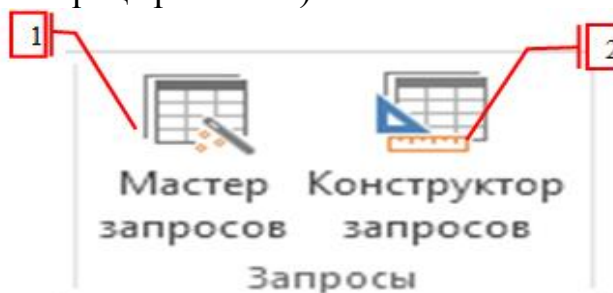 1
2
Мастер запросов
Конструктор запросов
Запросы